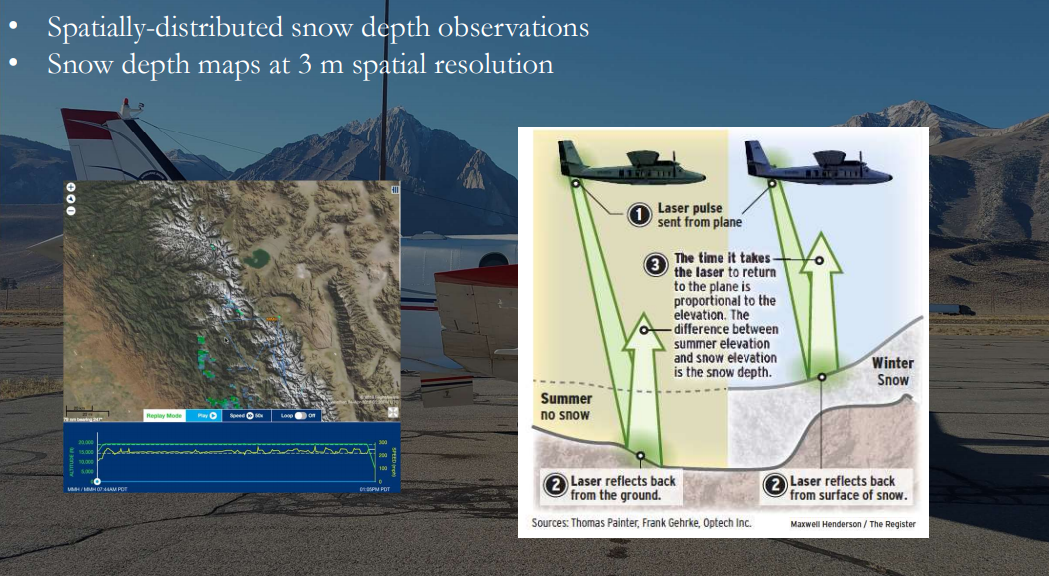 • Spatially-distributed snow depth observations
• Snow depth maps at 3 m spatial resolution
Replay Mode
Play
Speed 50x
Loop Off
ALTITUDE (ft)
20,000
15,000
10,000
5,000
0
300
200
100
0
SPEED (mph)
MMH / MMH 07:44AM PDT
01:05PM PDT
1 Laser pulse
sent from plane
3 The time it takes
the laser to return
to the plane is
proportional to the
elevation. The
difference between
summer elevation
and snow elevation
is the snow depth.
Summer
no snow
Winter
Snow
2 Laser reflects back
from the ground.
2 Laser reflects back
from surface of snow.
Sources: Thomas Painter, Frank Gehrke, Optech Inc.
Maxwell Henderson / The Register